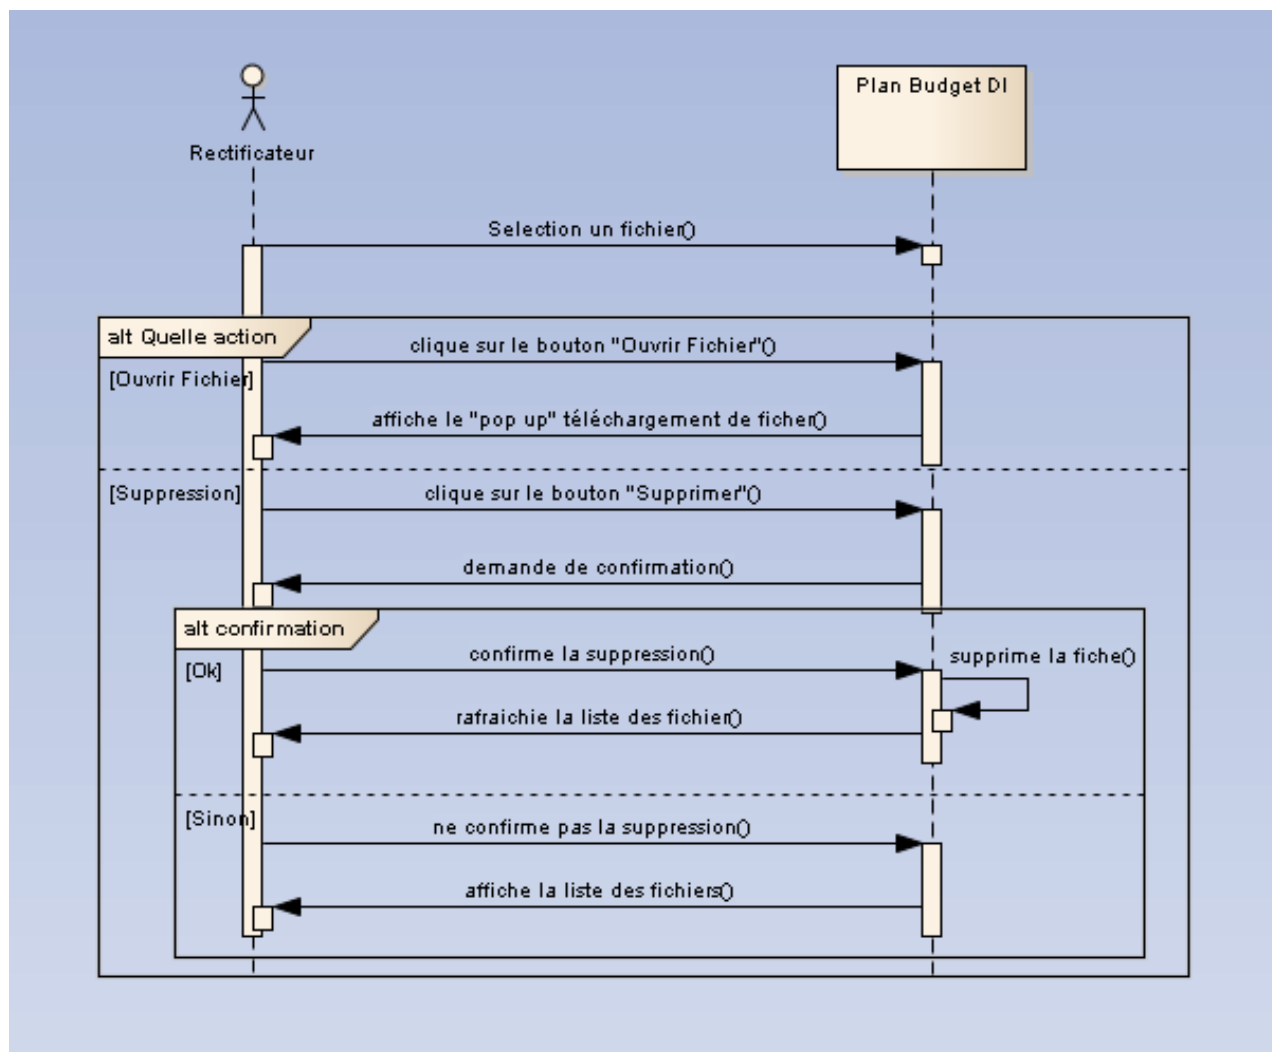 Plan Budget DI
Rectificateur
Selection un fichier()
alt Quelle action
clique sur le bouton "Ouvrir Fichier"()
[Ouvrir Fichier]
affiche le "pop up" téléchargement de ficher()
[Suppression]
clique sur le bouton "Supprimer"()
demande de confirmation()
alt confirmation
confirme la suppression()
supprime la fiche()
[Ok]
rafraichie la liste des fichier()
[Sinon]
ne confirme pas la suppression()
affiche la liste des fichiers()